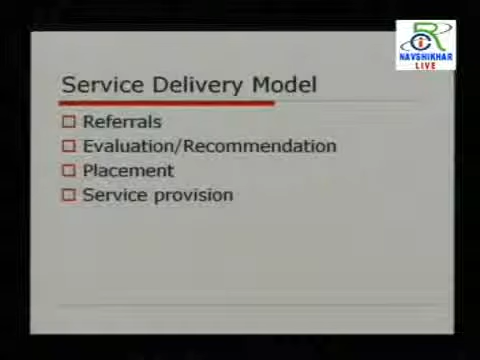 NAVSHIKHAR
LIVE
Service Delivery Model
Referrals
Evaluation/Recommendation
Placement
Service provision